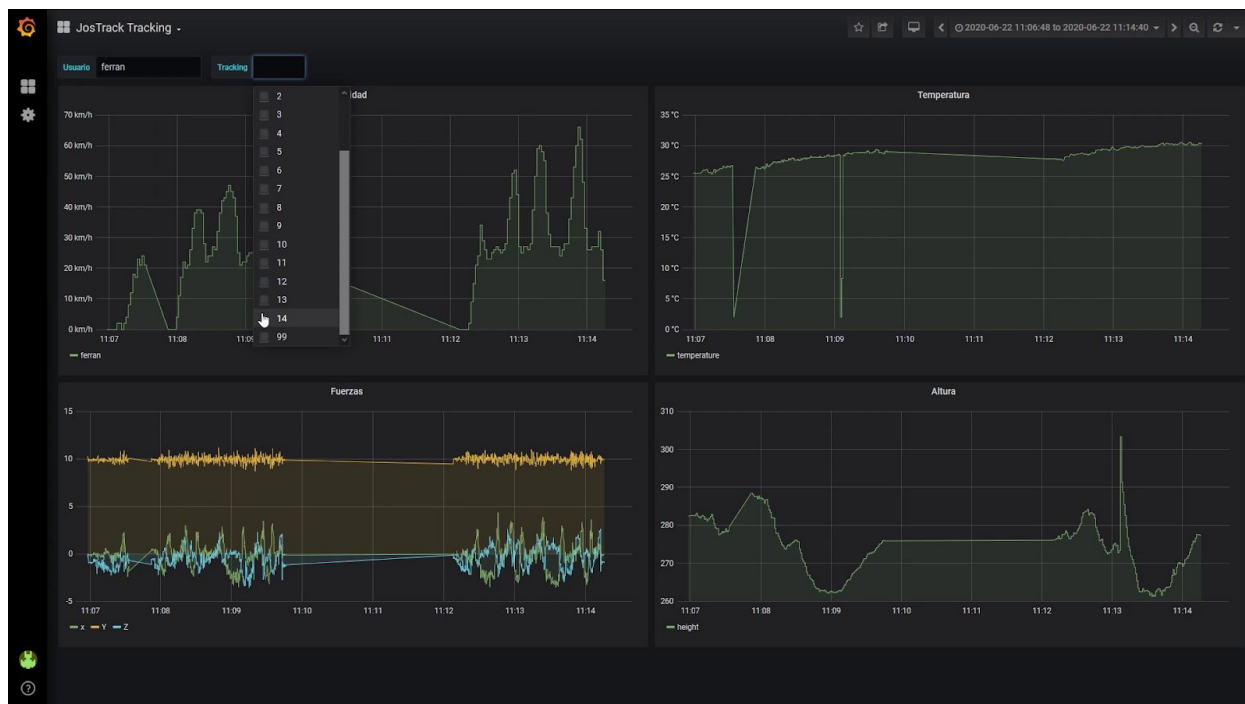 JosTrack Tracking
2020-06-22 11:06:48 to 2020-06-22 11:14:40
Usuario ferran Tracking
2
3
4
5
6
7
8
9
10
11
12
13
14
99
dad
70 km/h
60 km/h
50 km/h
40 km/h
30 km/h
20 km/h
10 km/h
0 km/h
11:07 11:08 11:11 11:12 11:13 11:14
ferran
Temperatura
35 °C
30 °C
25 °C
20 °C
15 °C
10 °C
5 °C
0 °C
11:07 11:08 11:09 11:10 11:11 11:12 11:13 11:14
temperature
Fuerzas
15
10
5
0
-5
11:07 11:08 11:09 11:10 11:11 11:12 11:13 11:14
x Y Z
Altura
310
300
290
280
270
260
11:07 11:08 11:09 11:10 11:11 11:12 11:13 11:14
height